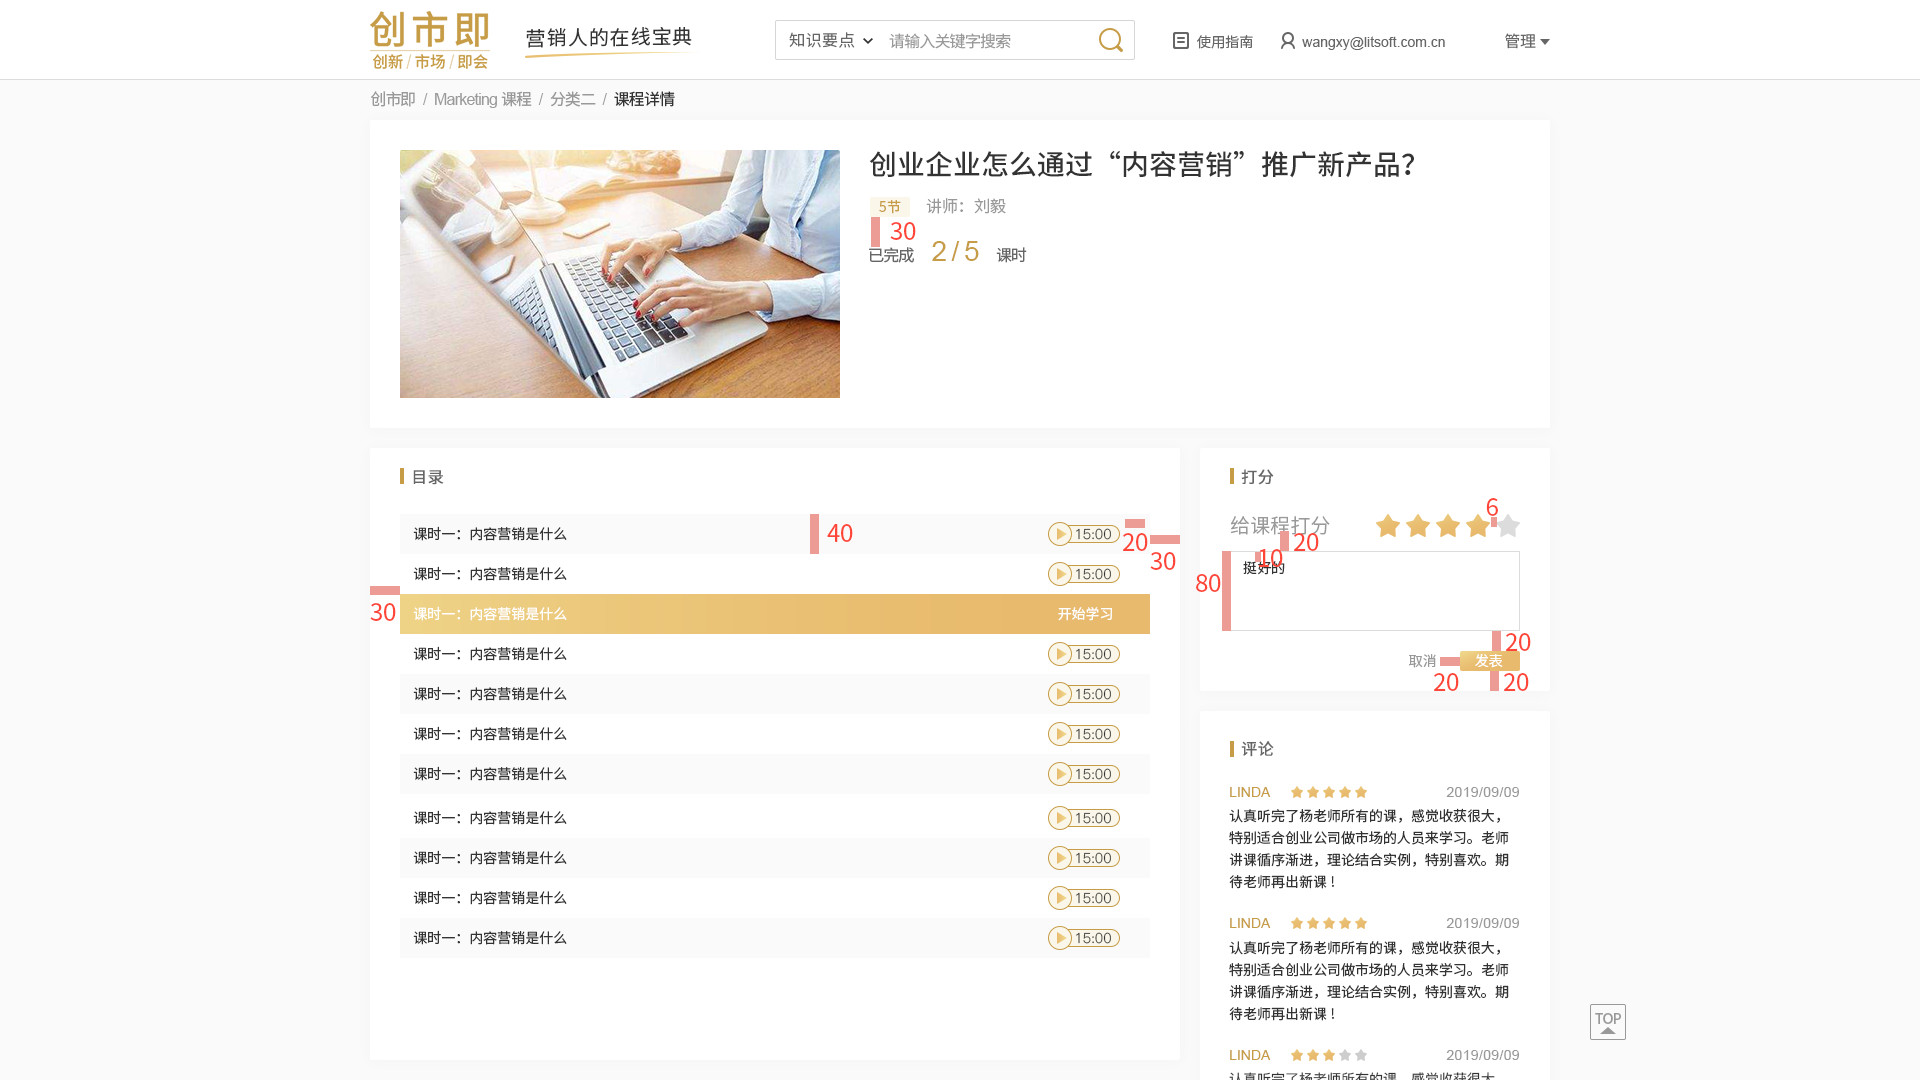 创市即
创新 / 市场 / 即会
营销人的在线宝典
知识要点
请输入关键字搜索
使用指南
wangxy@litsoft.com.cn
管理
创市即 / Marketing 课程 / 分类二 / 课程详情
创业企业怎么通过“内容营销”推广新产品？
5节
讲师：刘毅
30
已完成 2 / 5 课时
目录
课时一：内容营销是什么
40
15:00
20
30
课时一：内容营销是什么
15:00
30
课时一：内容营销是什么
开始学习
课时一：内容营销是什么
15:00
课时一：内容营销是什么
15:00
课时一：内容营销是什么
15:00
课时一：内容营销是什么
15:00
课时一：内容营销是什么
15:00
课时一：内容营销是什么
15:00
课时一：内容营销是什么
15:00
课时一：内容营销是什么
15:00
打分
给课程打分
6
20
10
挺好的
80
20
取消
发表
20
20
评论
LINDA
2019/09/09
认真听完了杨老师所有的课，感觉收获很大，
特别适合创业公司做市场的人员来学习。老师
讲课循序渐进，理论结合实例，特别喜欢。期
待老师再出新课！
LINDA
2019/09/09
认真听完了杨老师所有的课，感觉收获很大，
特别适合创业公司做市场的人员来学习。老师
讲课循序渐进，理论结合实例，特别喜欢。期
待老师再出新课！
LINDA
2019/09/09
认真听完了杨老师所有的课，感觉收获很大，
TOP